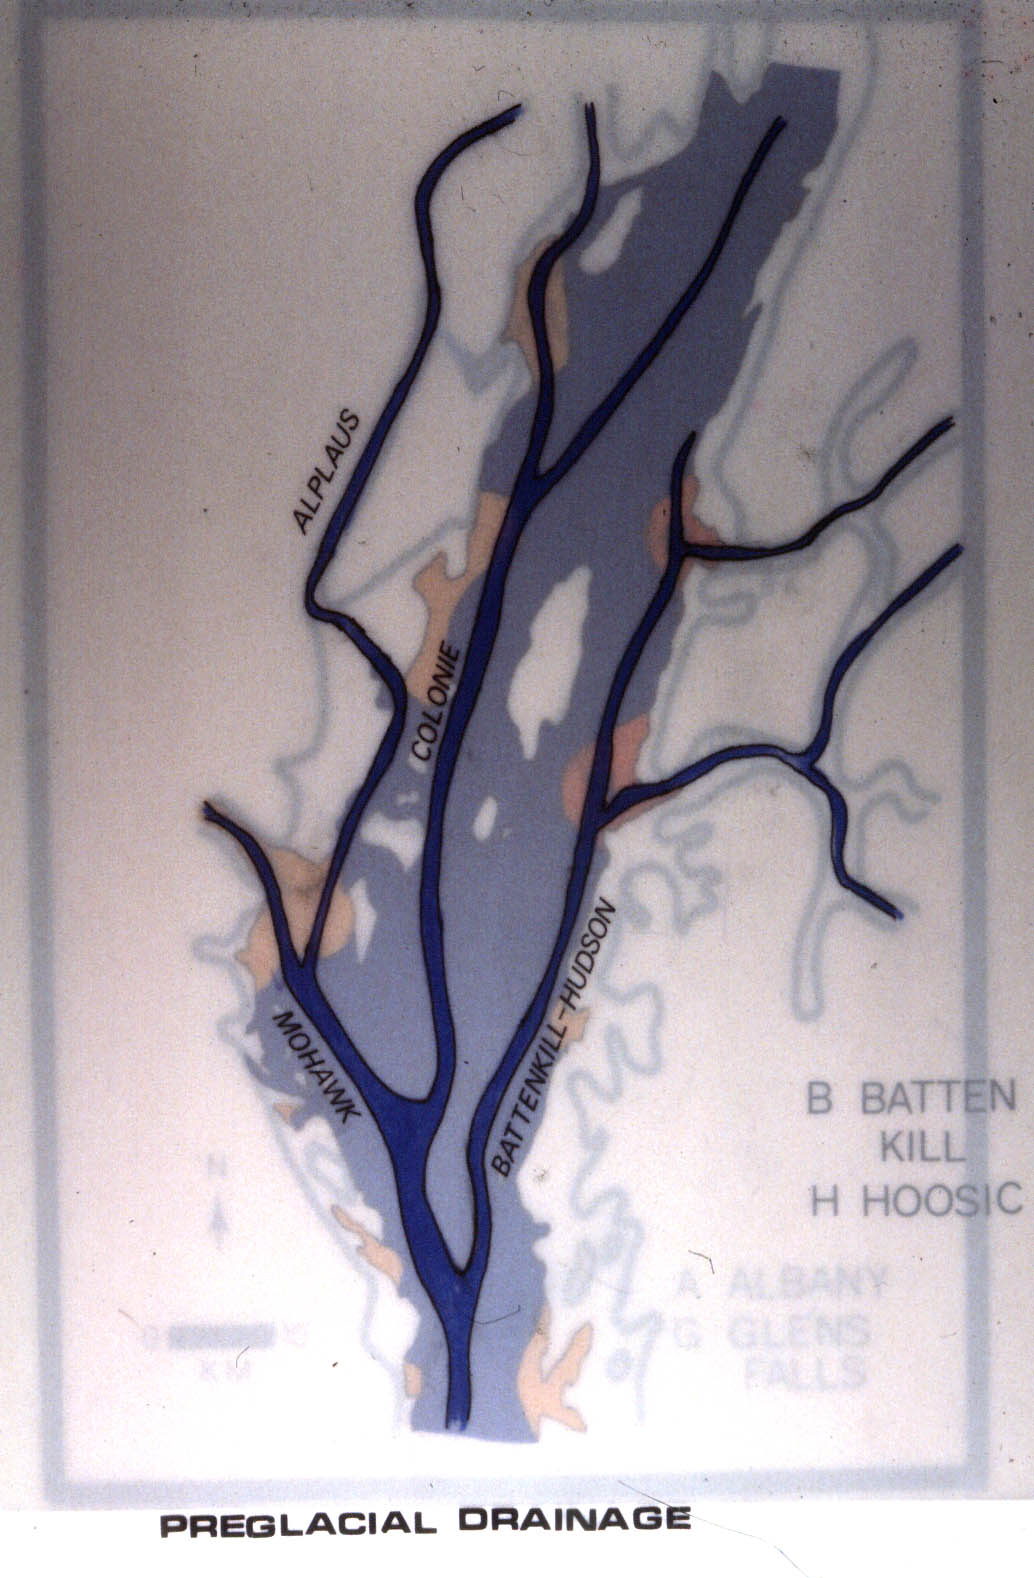 ALPLAUS
COLONIE
MOHAWK
BATTENKILL-HUDSON
B BATTEN
KILL
H HOOSIC
N
A ALBANY
G GLENS
FALLS
KM
PREGLACIAL DRAINAGE